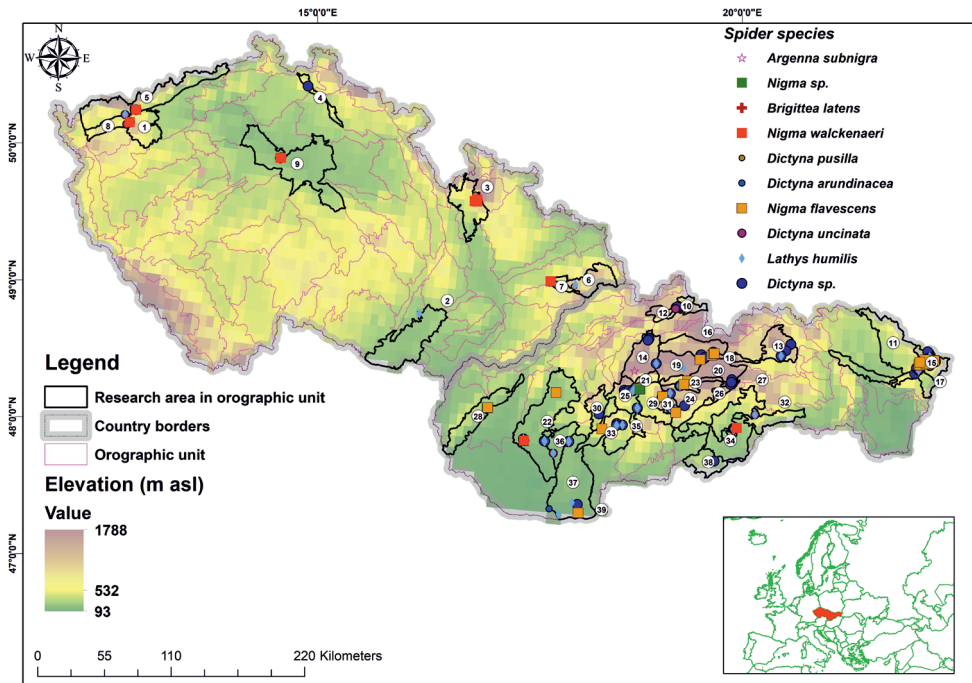 15°0'0"E
20°0'0"E
N
W E
S
50°0'0"N
49°0'0"N
48°0'0"N
47°0'0"N
Spider species
Argenna subnigra
Nigma sp.
Brigittea latens
Nigma walckenaeri
Dictyna pusilla
Dictyna arundinacea
Nigma flavescens
Dictyna uncinata
Lathys humilis
Dictyna sp.
5
4
8
1
9
3
2
7
6
12
10
16
11
13
14
19
18
15
17
20
21
23
27
25
26
24
29
31
30
32
28
22
33
35
34
36
38
37
39
Legend
Research area in orographic unit
Country borders
Orographic unit
Elevation (m asl)
Value
1788
532
93
0 55 110 220 Kilometers